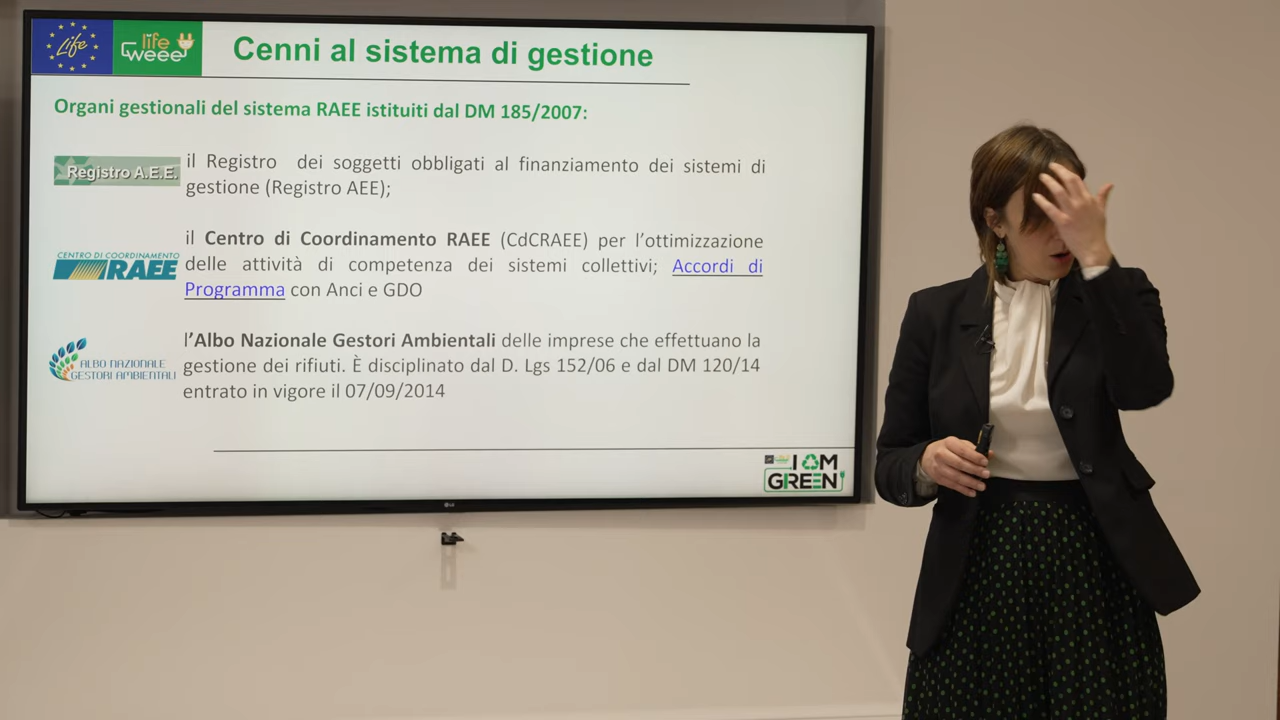 Life
life
weee
Cenni al sistema di gestione
Organi gestionali del sistema RAEE istituiti dal DM 185/2007:
Registro A.E.E.
il Registro dei soggetti obbligati al finanziamento dei sistemi di
gestione (Registro AEE);
CENTRO DI COORDINAMENTO
RAEE
il Centro di Coordinamento RAEE (CdCRAEE) per l'ottimizzazione
delle attività di competenza dei sistemi collettivi; Accordi di
Programma con Anci e GDO
ALBO NAZIONALE
GESTORI AMBIENTALI
l'Albo Nazionale Gestori Ambientali delle imprese che effettuano la
gestione dei rifiuti. È disciplinato dal D. Lgs 152/06 e dal DM 120/14
entrato in vigore il 07/09/2014
I AM
GREEN
LG